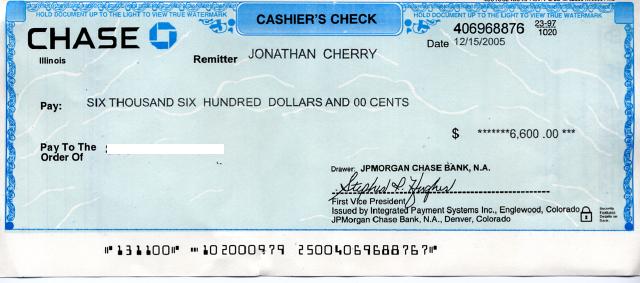 HOLD DOCUMENT UP TO THE LIGHT TO VIEW TRUE WATERMARK
CASHIER'S CHECK
HOLD DOCUMENT UP TO THE LIGHT TO VIEW TRUE WATERMARK
CHASE
406968876 23-97
1020
Illinois
Remitter JONATHAN CHERRY
Date 12/15/2005
Pay: SIX THOUSAND SIX HUNDRED DOLLARS AND 00 CENTS
$ *******6,600 .00 ***
Pay To The
Order Of
Drawer: JPMORGAN CHASE BANK, N.A.
Stephen P. Hughes
First Vice President
Issued by Integrated Payment Systems Inc., Englewood, Colorado
JPMorgan Chase Bank, N.A., Denver, Colorado
Security
Features
Details on
Back.
⑈131100⑈ ⑆102000979 25004069688767⑈